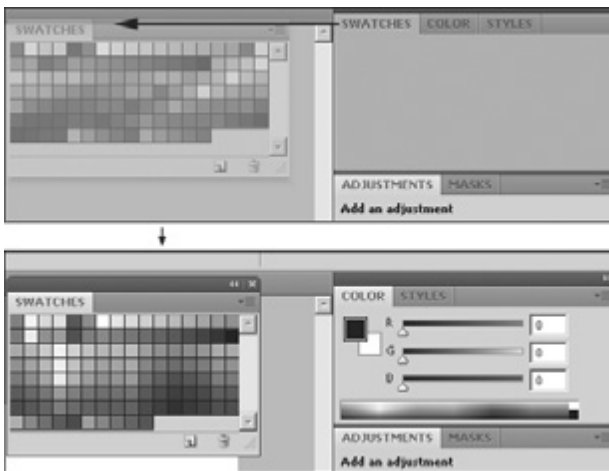 SWATCHES
SWATCHES COLOR STYLES
ADJUSTMENTS MASKS
Add an adjustment
SWATCHES
COLOR STYLES
R 0
G 0
B 0
ADJUSTMENTS MASKS
Add an adjustment